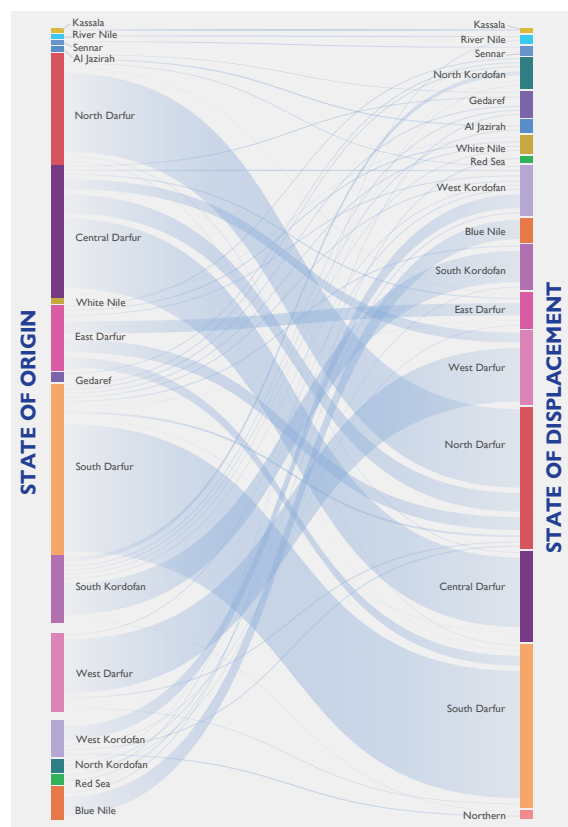 STATE OF ORIGIN
Kassala
River Nile
Sennar
Al Jazirah
North Darfur
Central Darfur
White Nile
East Darfur
Gedaref
South Darfur
South Kordofan
West Darfur
West Kordofan
North Kordofan
Red Sea
Blue Nile
Kassala
River Nile
Sennar
North Kordofan
Gedaref
Al Jazirah
White Nile
Red Sea
West Kordofan
Blue Nile
South Kordofan
East Darfur
West Darfur
North Darfur
Central Darfur
South Darfur
Northern
STATE OF DISPLACEMENT